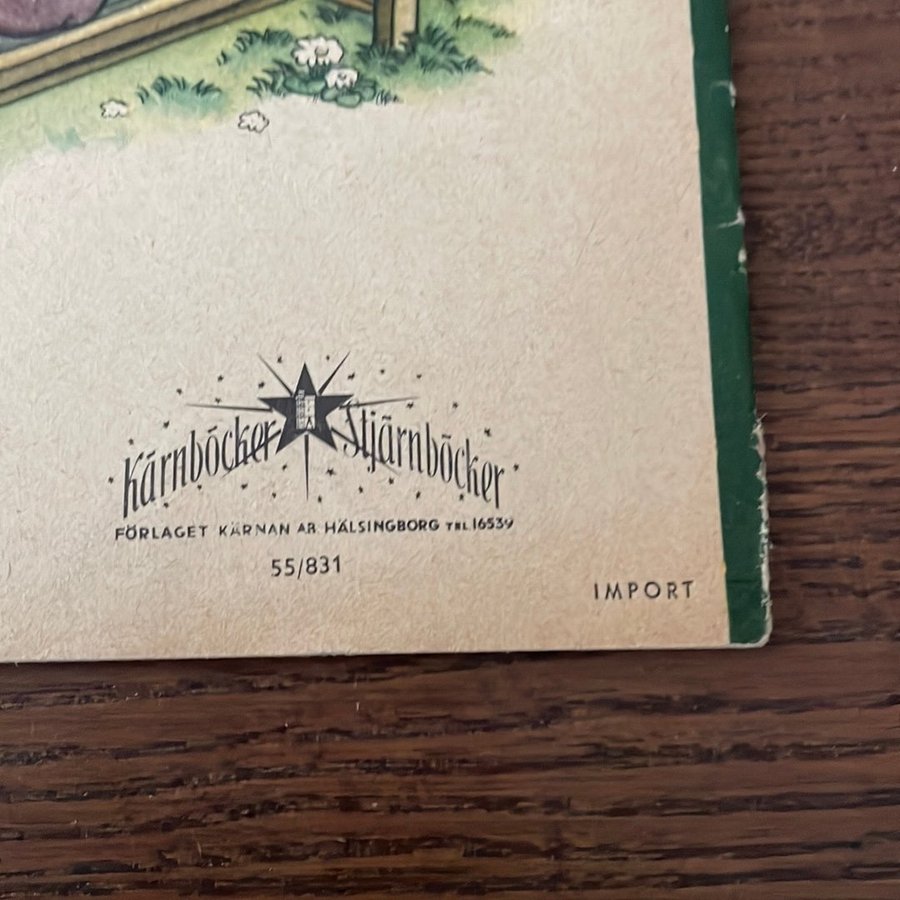 Kärnböcker Stjärnböcker
FÖRLAGET KÄRNAN AB. HÄLSINGBORG TEL. 16539
55/831
IMPORT